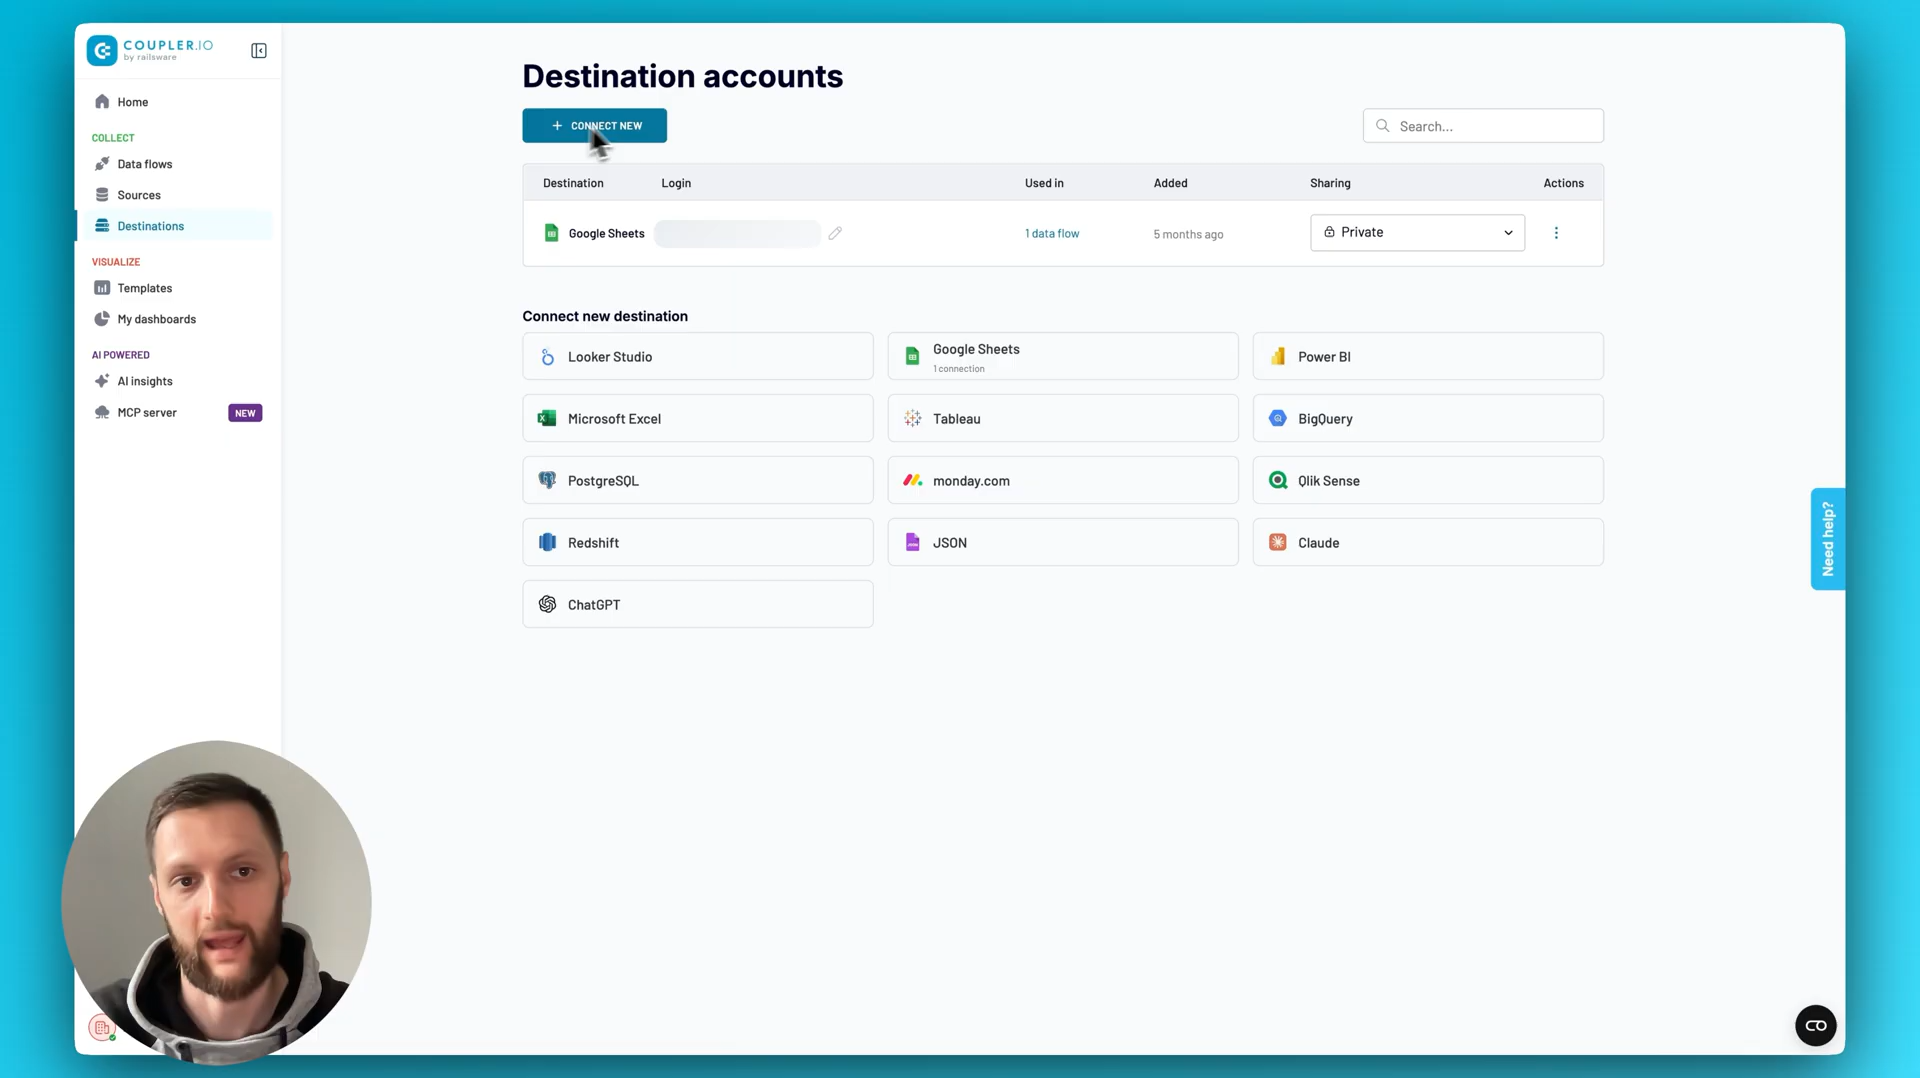 COUPLER.IO
by railsware
Home
COLLECT
Data flows
Sources
Destinations
VISUALIZE
Templates
My dashboards
AI POWERED
AI insights
MCP server
NEW
Destination accounts
+ CONNECT NEW
Search...
Destination Login Used in Added Sharing Actions
Google Sheets 1 data flow 5 months ago Private
Connect new destination
Looker Studio
Google Sheets
1 connection
Power BI
Microsoft Excel
Tableau
BigQuery
PostgreSQL
monday.com
Qlik Sense
Redshift
JSON
Claude
ChatGPT
Need help?